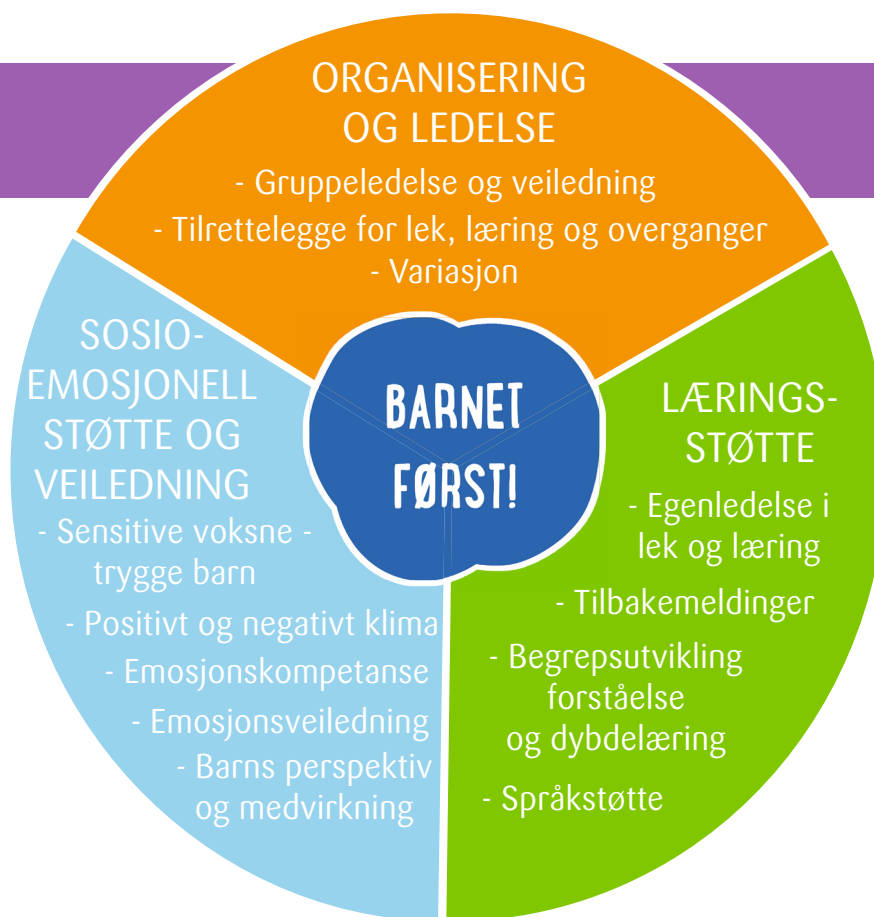 ORGANISERING
OG LEDELSE
- Gruppeledelse og veiledning
- Tilrettelegge for lek, læring og overganger
- Variasjon
SOSIO-
EMOSJONELL
STØTTE OG
VEILEDNING
- Sensitive voksne -
trygge barn
- Positivt og negativt klima
- Emosjonskompetanse
- Emosjonsveiledning
- Barns perspektiv
og medvirkning
BARNET
FØRST!
LÆRINGS-
STØTTE
- Egenledelse i
lek og læring
- Tilbakemeldinger
- Begrepsutvikling
forståelse
og dybdelæring
- Språkstøtte